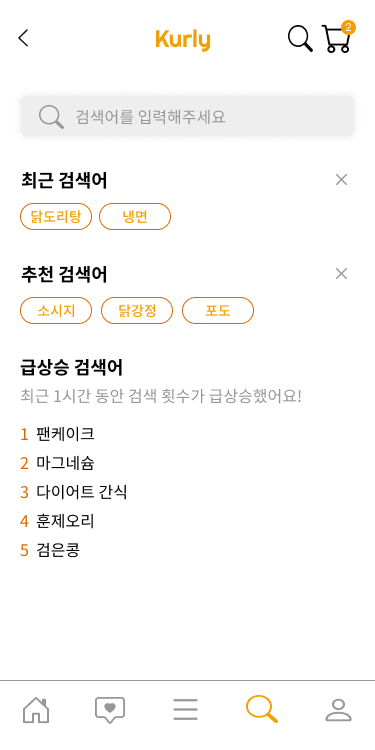 Kurly
2
검색어를 입력해주세요
최근 검색어
닭도리탕 냉면
추천 검색어
소시지 닭강정 포도
급상승 검색어
최근 1시간 동안 검색 횟수가 급상승했어요!
1 팬케이크
2 마그네슘
3 다이어트 간식
4 훈제오리
5 검은콩